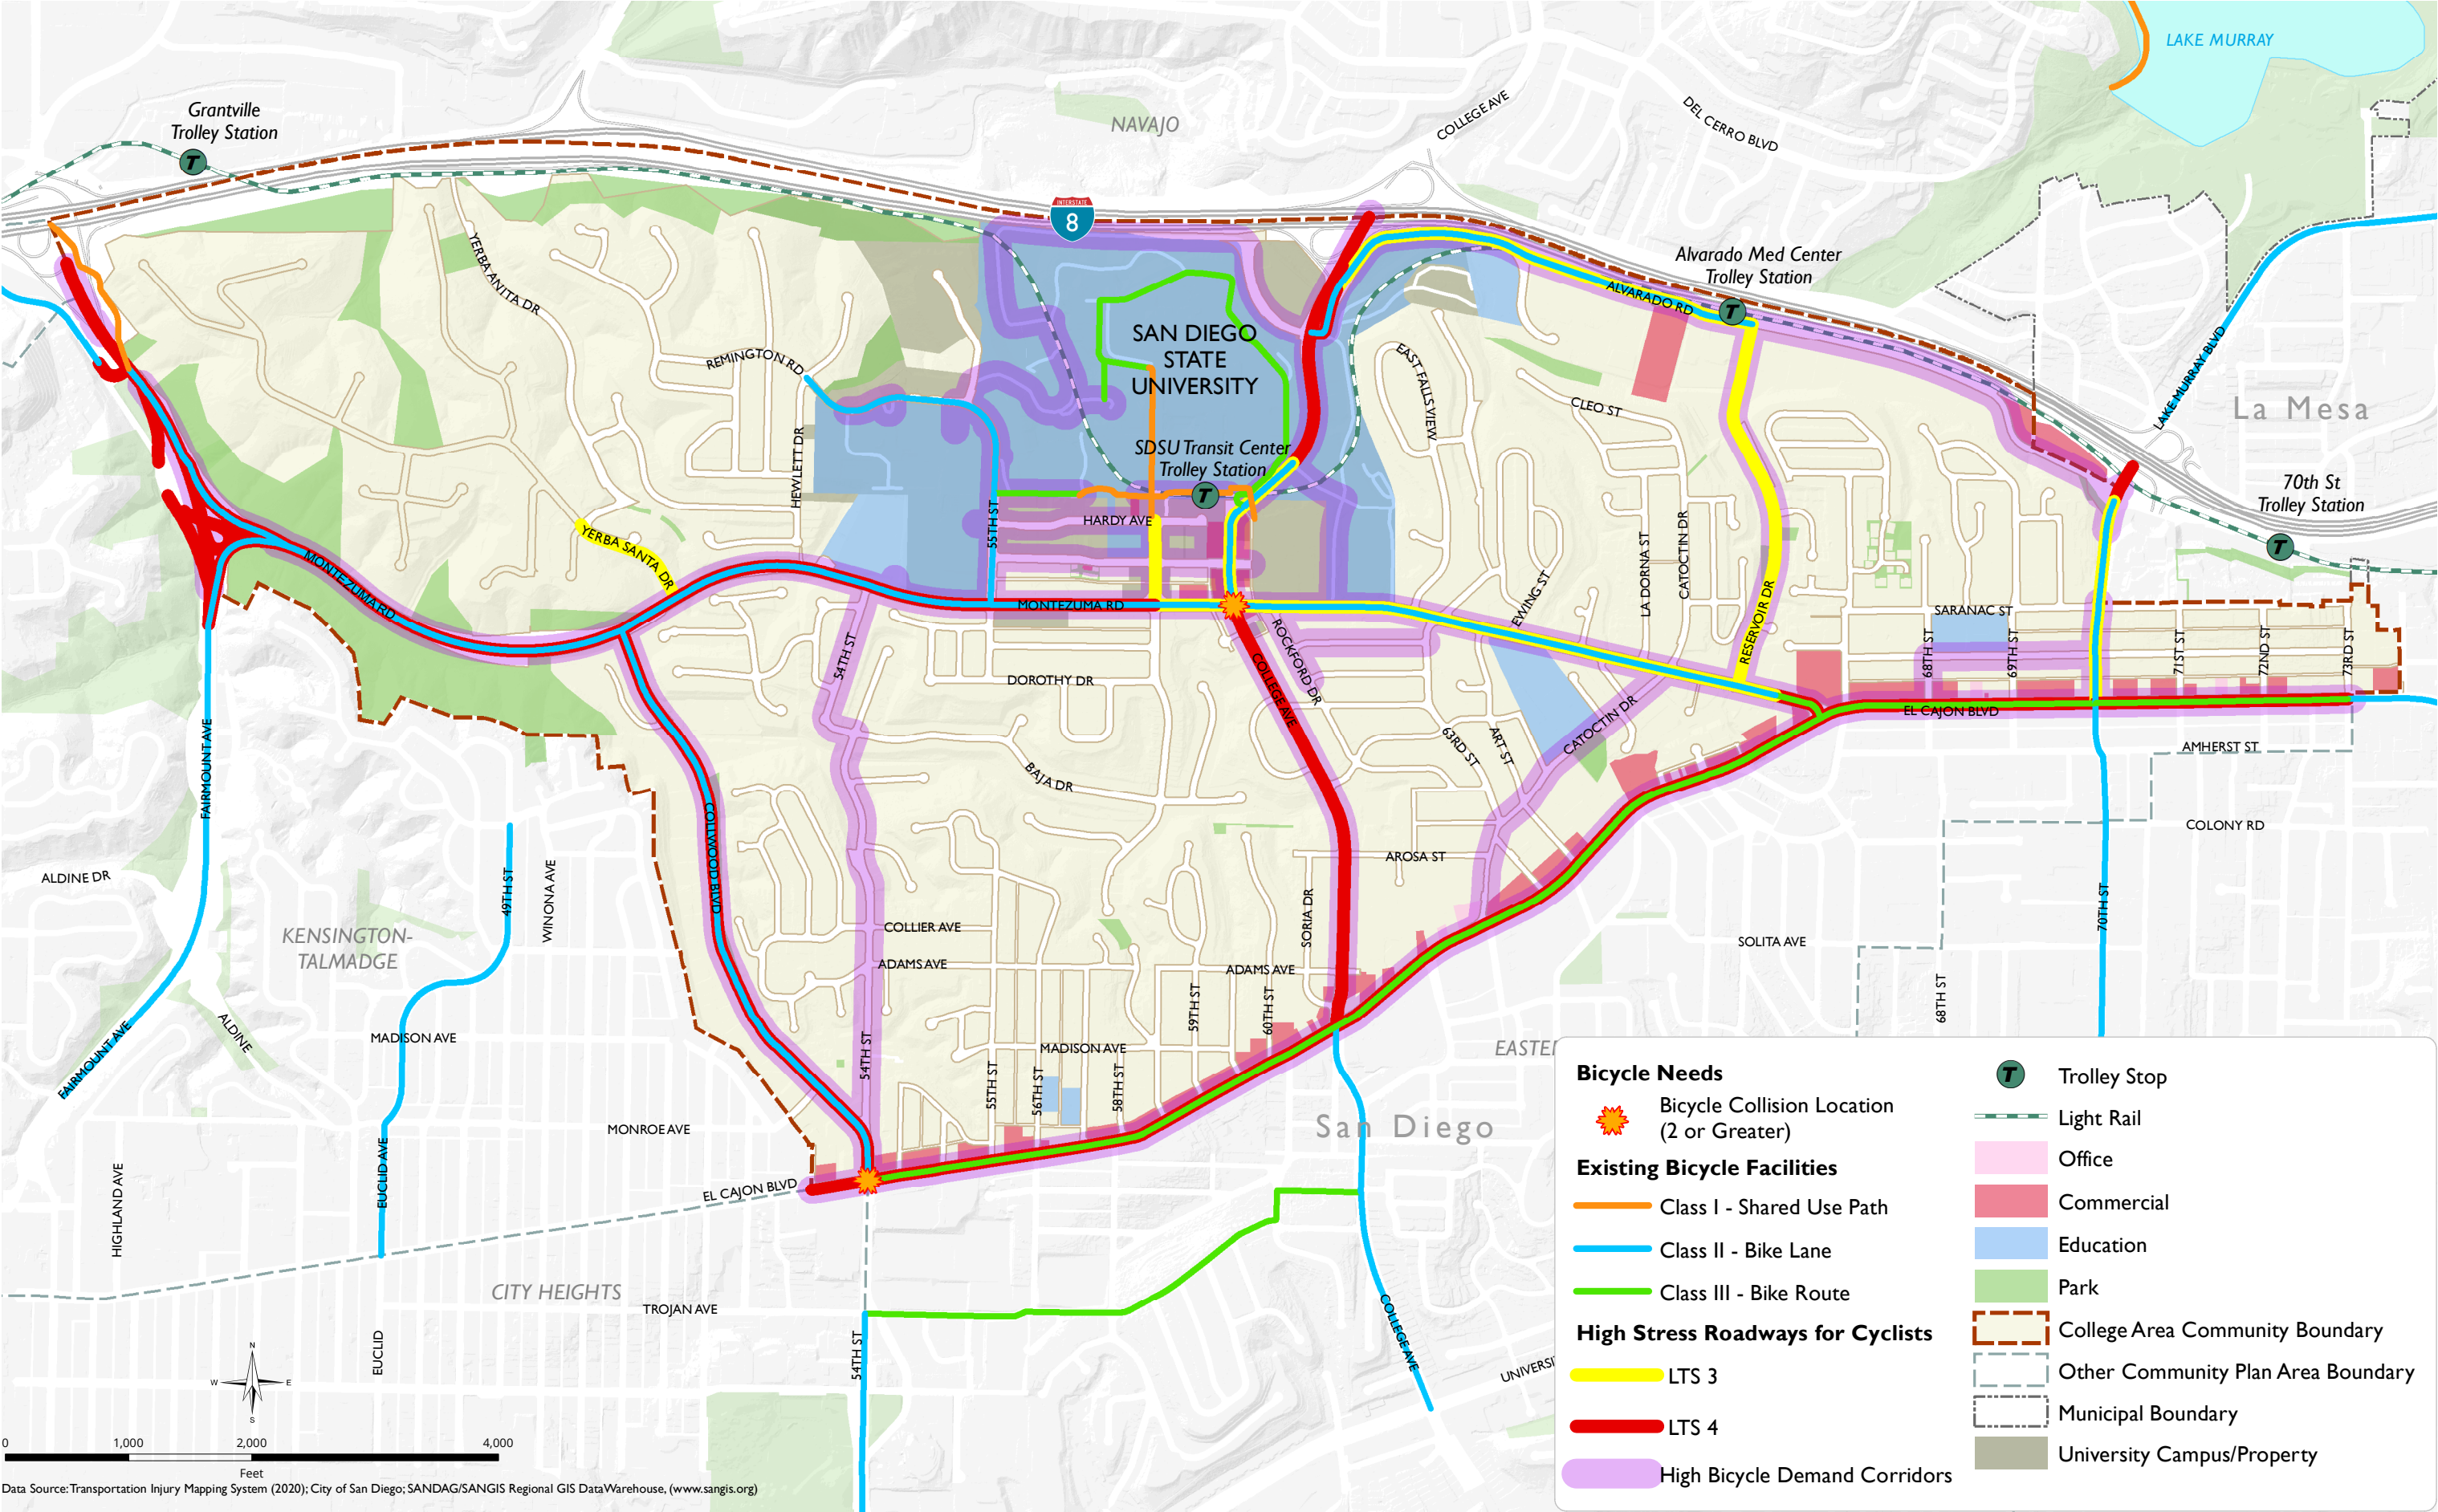 LAKE MURRAY
Grantville
Trolley Station
NAVAJO
COLLEGE AVE
DEL CERRO BLVD
INTERSTATE
8
YERBA ANITA DR
Alvarado Med Center
Trolley Station
ALVARADO RD
SAN DIEGO
STATE
UNIVERSITY
REMINGTON RD
EAST FALLS VIEW
LAKE MURRAY BLVD
La Mesa
CLEO ST
HEWLETT DR
SDSU Transit Center
Trolley Station
70th St
Trolley Station
55TH ST
HARDY AVE
YERBA SANTA DR
MONTEZUMA RD
MONTEZUMA RD
LA DORNA ST
CATOCTIN DR
EWING ST
RESERVOIR DR
SARANAC ST
68TH ST
69TH ST
71ST ST
72ND ST
73RD ST
54TH ST
ROCKFORD DR
COLLEGE AVE
DOROTHY DR
EL CAJON BLVD
CATOCTIN DR
63RD ST
ART ST
AMHERST ST
FAIRMOUNT AVE
BAJA DR
COLLWOOD BLVD
COLONY RD
AROSA ST
ALDINE DR
49TH ST
WINONA AVE
KENSINGTON-
TALMADGE
COLLIER AVE
SORIA DR
70TH ST
SOLITA AVE
ADAMS AVE
ADAMS AVE
59TH ST
60TH ST
68TH ST
ALDINE
FAIRMOUNT AVE
MADISON AVE
54TH ST
MADISON AVE
55TH ST
56TH ST
58TH ST
EASTE
San Diego
MONROE AVE
EUCLID AVE
HIGHLAND AVE
EL CAJON BLVD
CITY HEIGHTS
TROJAN AVE
EUCLID
54TH ST
COLLEGE AVE
UNIVERSI
N
W
E
S
0
1,000
2,000
4,000
Feet
Data Source: Transportation Injury Mapping System (2020); City of San Diego; SANDAG/SANGIS Regional GIS Data Warehouse, (www.sangis.org)
Bicycle Needs
Bicycle Collision Location
(2 or Greater)
Existing Bicycle Facilities
Class I - Shared Use Path
Class II - Bike Lane
Class III - Bike Route
High Stress Roadways for Cyclists
LTS 3
LTS 4
High Bicycle Demand Corridors
T
Trolley Stop
Light Rail
Office
Commercial
Education
Park
College Area Community Boundary
Other Community Plan Area Boundary
Municipal Boundary
University Campus/Property